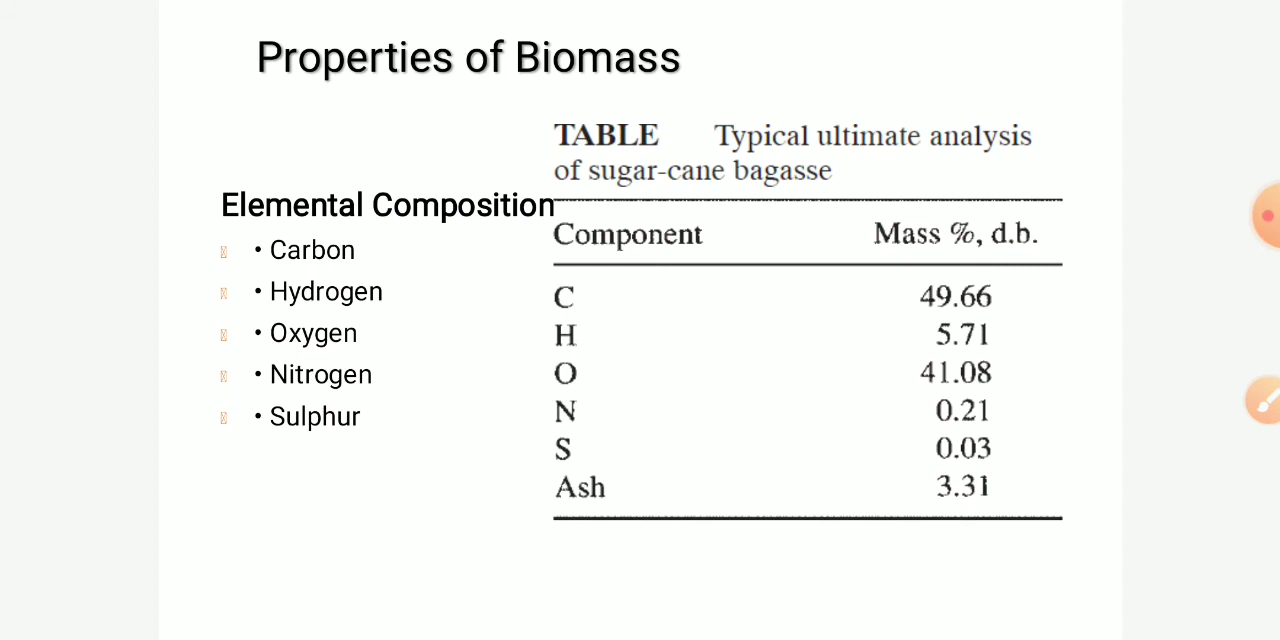 Properties of Biomass
Elemental Composition
• Carbon
• Hydrogen
• Oxygen
• Nitrogen
• Sulphur
TABLE Typical ultimate analysis
of sugar-cane bagasse
Component Mass %, d.b.
C 49.66
H 5.71
O 41.08
N 0.21
S 0.03
Ash 3.31